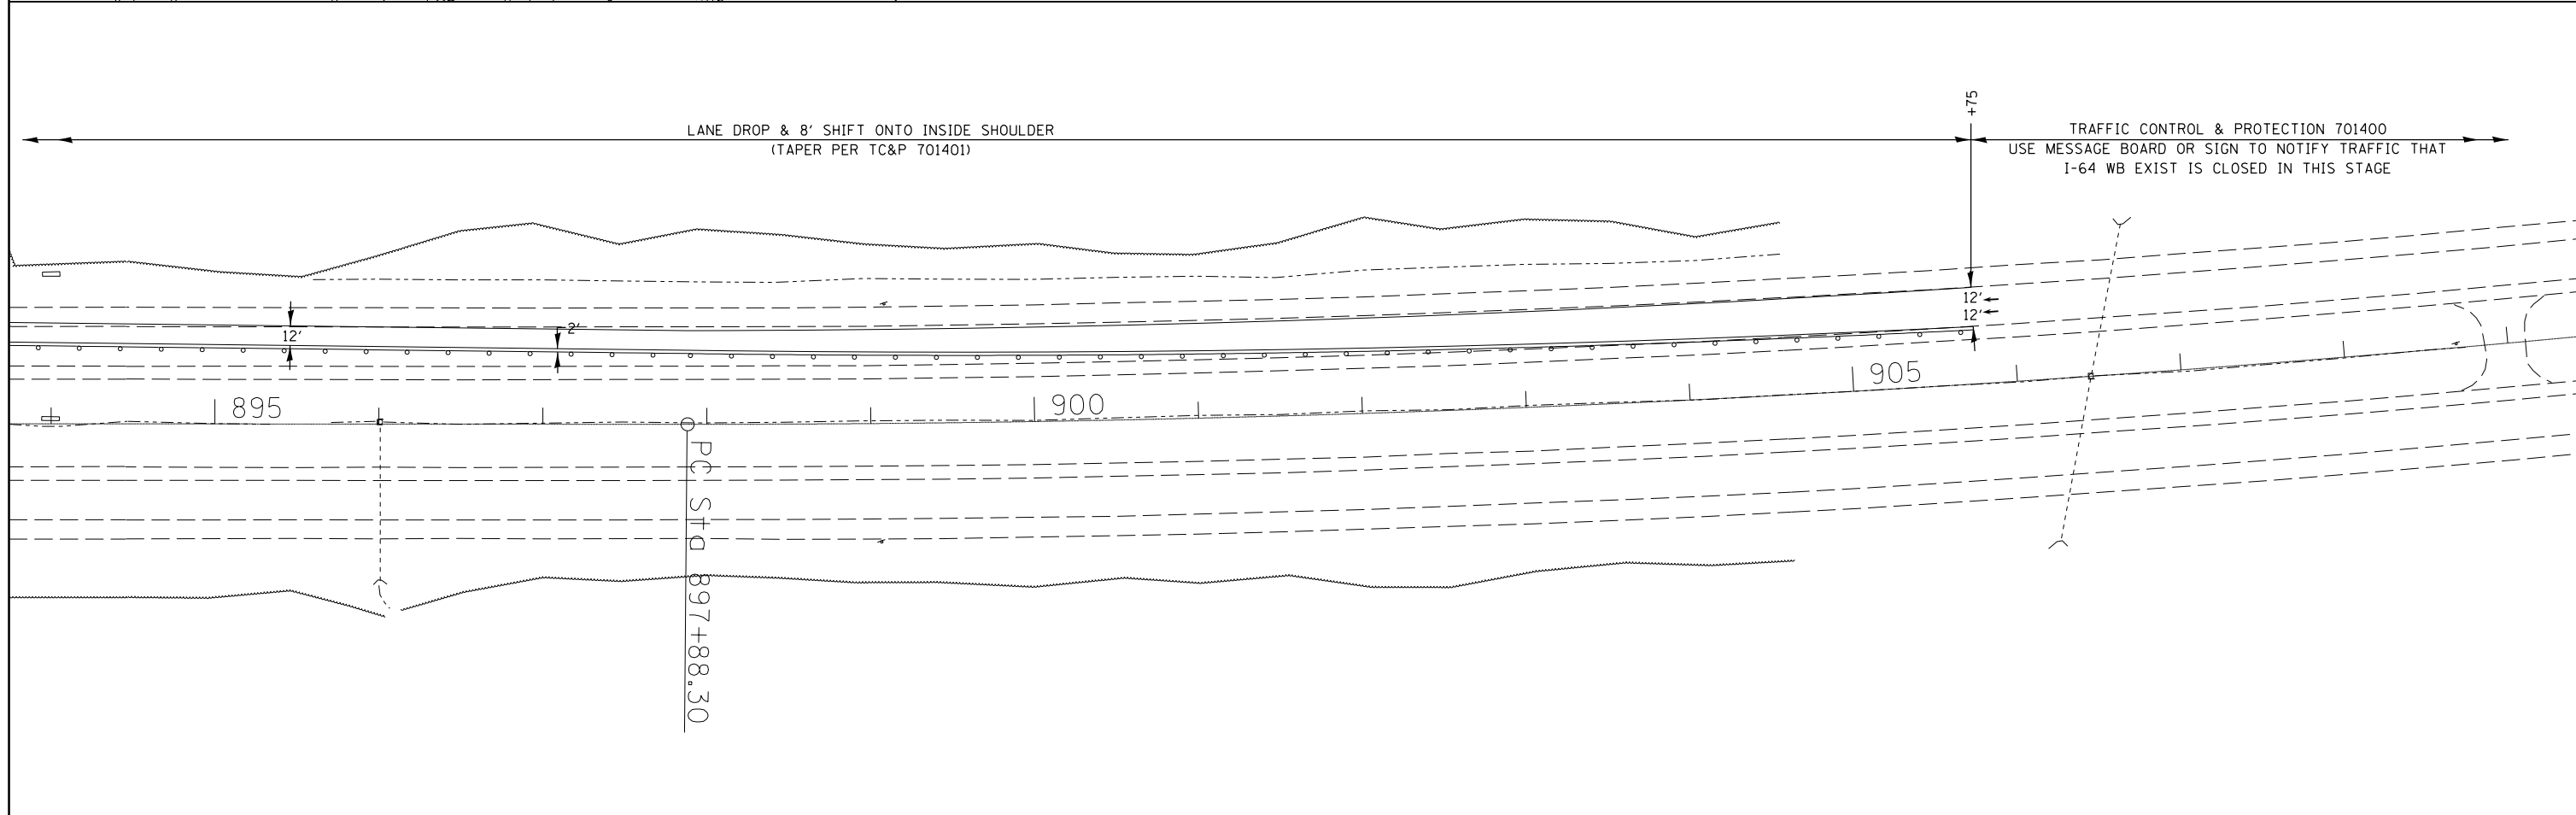 +75
LANE DROP & 8' SHIFT ONTO INSIDE SHOULDER
(TAPER PER TC&P 701401)
TRAFFIC CONTROL & PROTECTION 701400
USE MESSAGE BOARD OR SIGN TO NOTIFY TRAFFIC THAT
I-64 WB EXIST IS CLOSED IN THIS STAGE
12'
12'
12'
2'
905
900
895
PC Sta 897+88.30